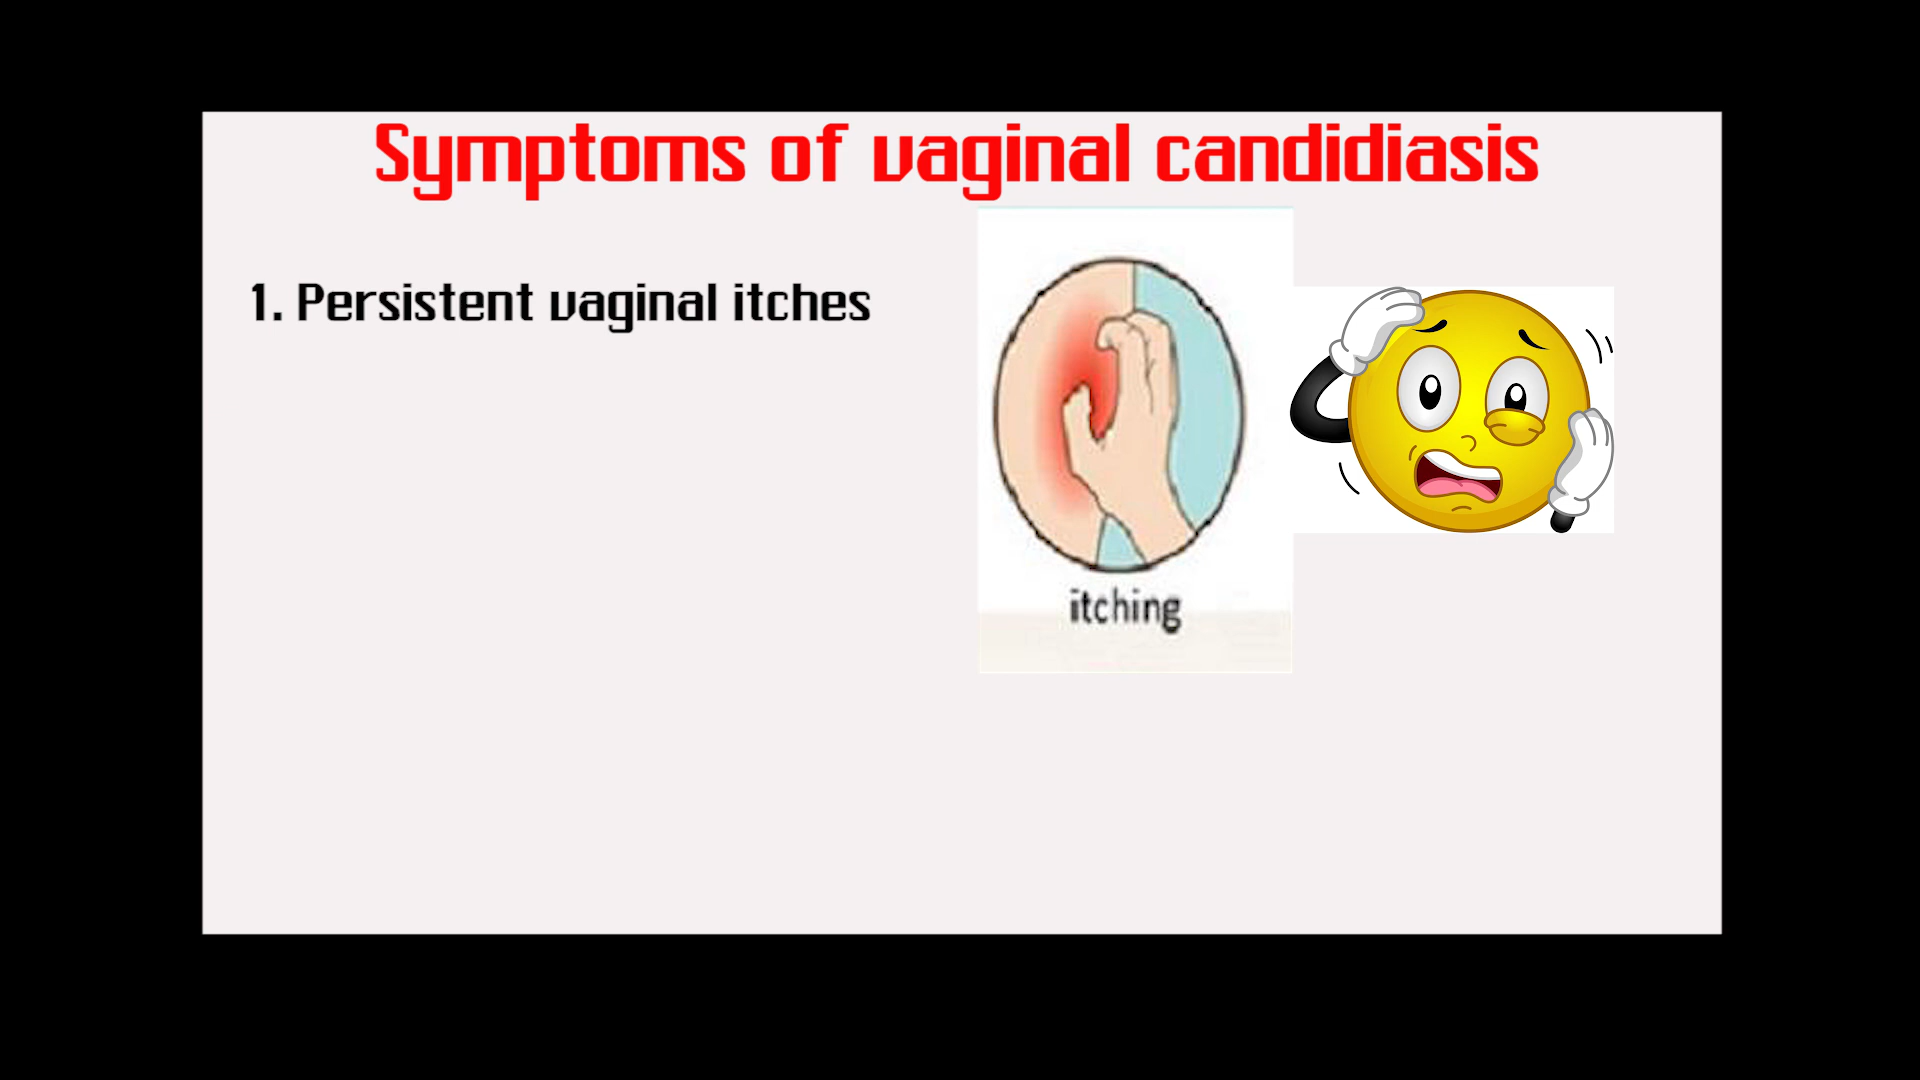 Symptoms of vaginal candidiasis
1. Persistent vaginal itches
itching